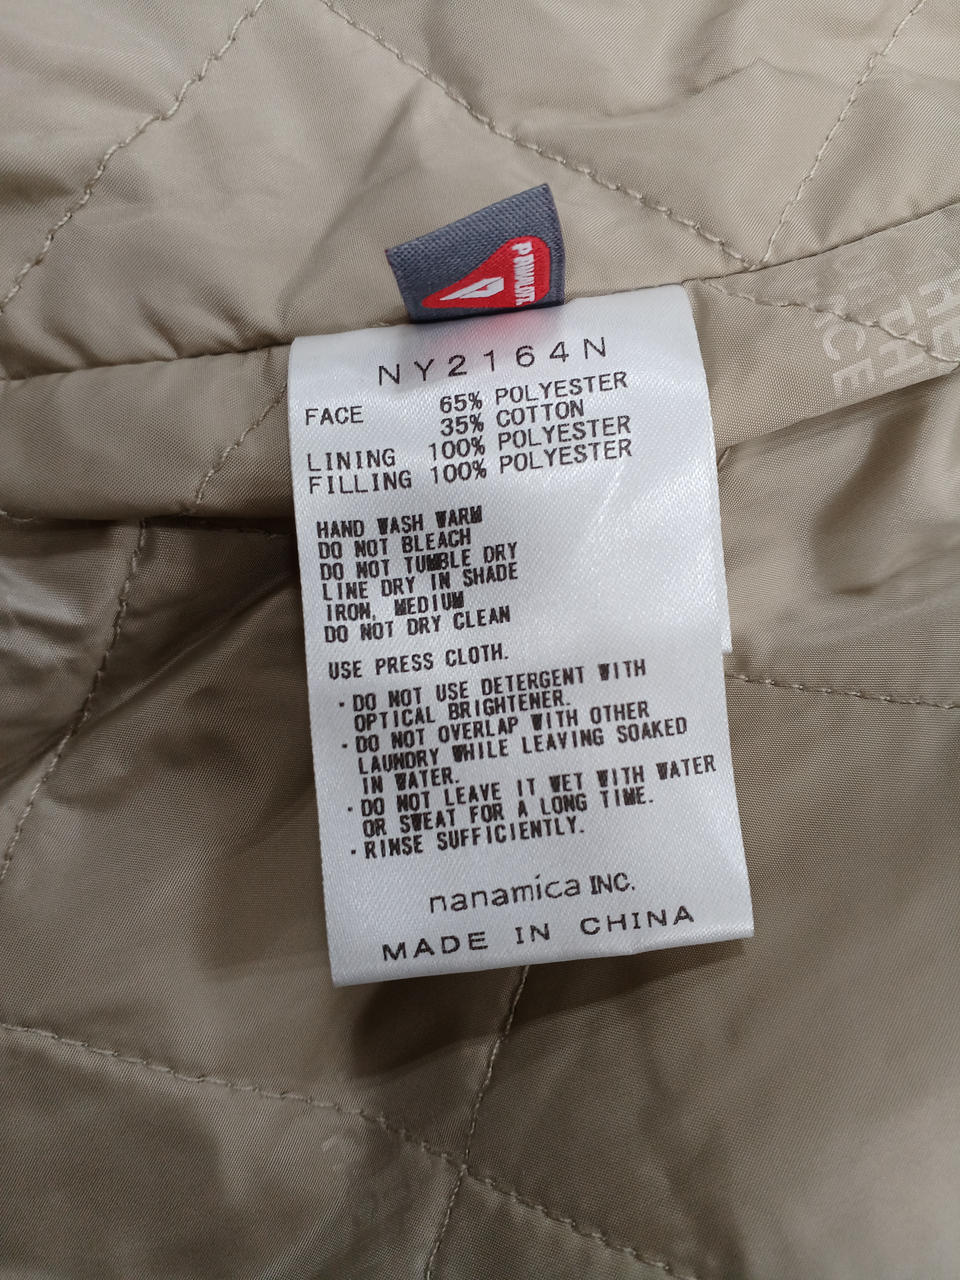 PRIMALOFT.
NY2164N
FACE 65% POLYESTER
35% COTTON
LINING 100% POLYESTER
FILLING 100% POLYESTER
HAND WASH WARM
DO NOT BLEACH
DO NOT TUMBLE DRY
LINE DRY IN SHADE
IRON, MEDIUM
DO NOT DRY CLEAN
USE PRESS CLOTH.
・DO NOT USE DETERGENT WITH
OPTICAL BRIGHTENER.
・DO NOT OVERLAP WITH OTHER
LAUNDRY WHILE LEAVING SOAKED
IN WATER.
・DO NOT LEAVE IT WET WITH WATER
OR SWEAT FOR A LONG TIME.
・RINSE SUFFICIENTLY.
nanamica INC.
MADE IN CHINA